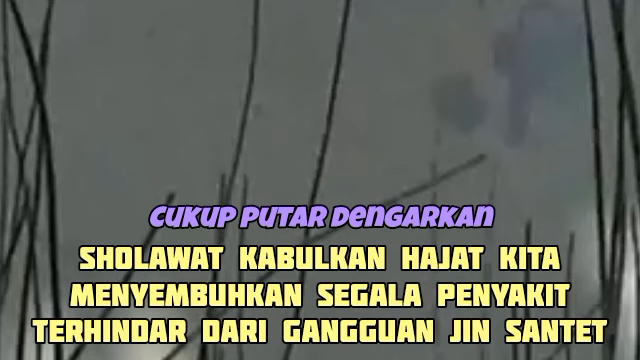 CUKUP PUTAR DENGARKAN
SHOLAWAT KABULKAN HAJAT KITA
MENYEMBUHKAN SEGALA PENYAKIT
TERHINDAR DARI GANGGUAN JIN SANTET